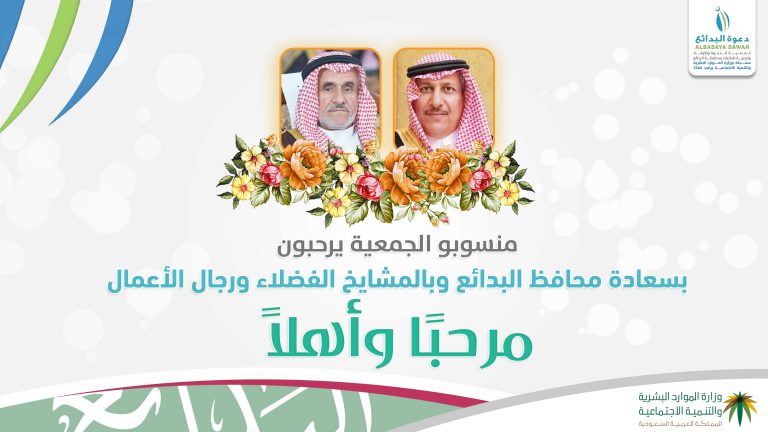 دعوة البدائع
ALBADAYA DAWAH
منسوبو الجمعية يرحبون
بسعادة محافظ البدائع وبالمشايخ الفضلاء ورجال الأعمال
مرحبًا وأهلاً
وزارة الموارد البشرية
والتنمية الاجتماعية
المملكة العربية السعودية